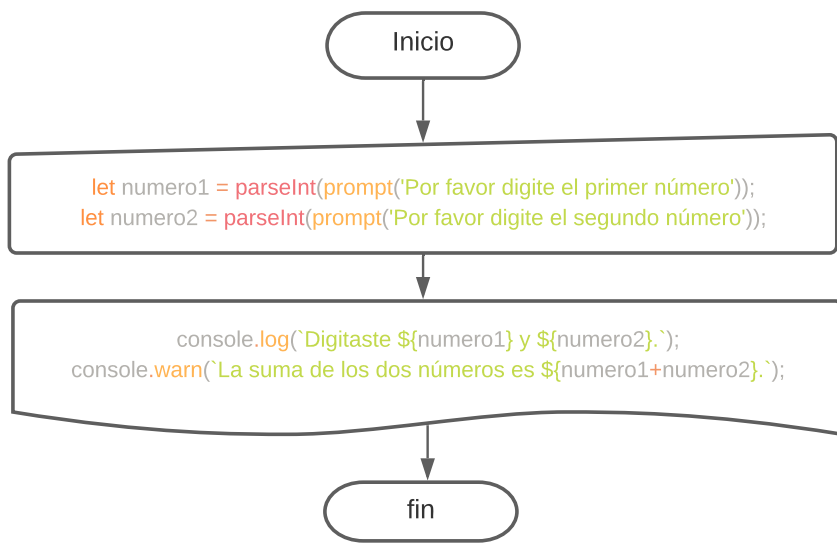 Inicio
let numero1 = parseInt(prompt('Por favor digite el primer número'));
let numero2 = parseInt(prompt('Por favor digite el segundo número'));
console.log(`Digitaste ${numero1} y ${numero2}.`);
console.warn(`La suma de los dos números es ${numero1+numero2}.`);
fin